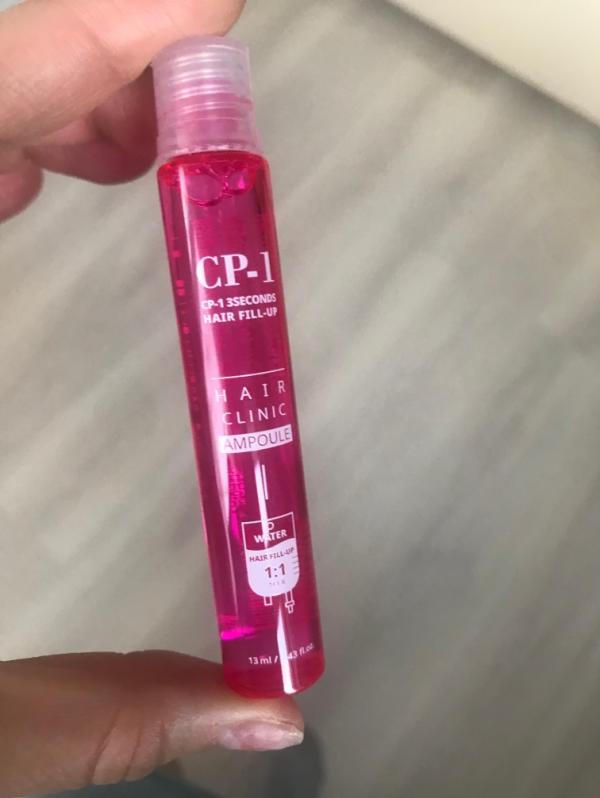 CP-1
CP-1 3SECONDS
HAIR FILL-UP
HAIR
CLINIC
AMPOULE
WATER
HAIR FILL-UP
1:1
MIX
13 ml / 43 fl.oz.